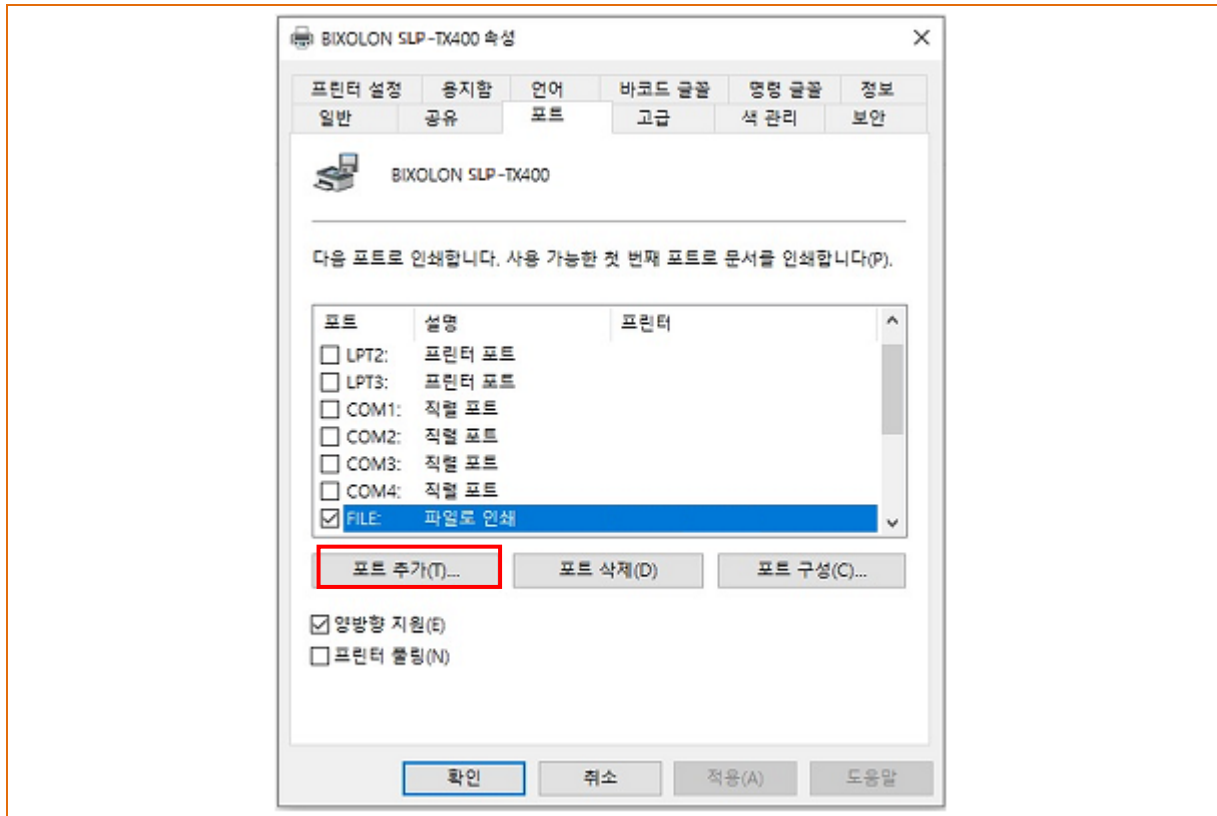 BIXOLON SLP-TX400 속성
프린터 설정 용지함 언어 바코드 글꼴 명령 글꼴 정보
일반 공유 포트 고급 색 관리 보안
BIXOLON SLP-TX400
다음 포트로 인쇄합니다. 사용 가능한 첫 번째 포트로 문서를 인쇄합니다(P).
포트 설명 프린터
LPT2: 프린터 포트
LPT3: 프린터 포트
COM1: 직렬 포트
COM2: 직렬 포트
COM3: 직렬 포트
COM4: 직렬 포트
FILE: 파일로 인쇄
포트 추가(T)... 포트 삭제(D) 포트 구성(C)...
양방향 지원(E)
프린터 풀링(N)
확인 취소 적용(A) 도움말